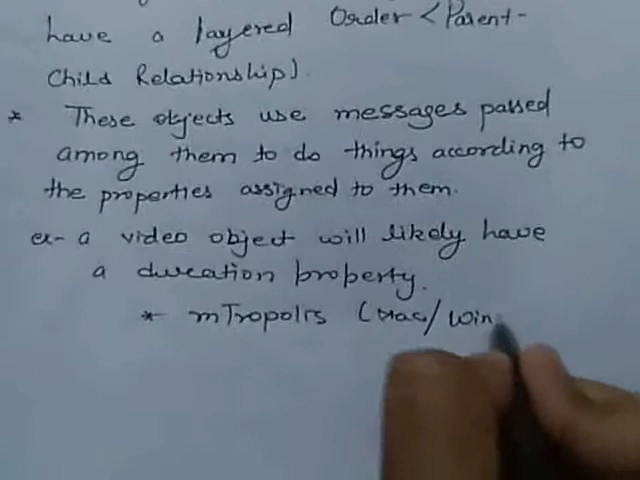 have a layered Order <Parent-
Child Relationship).
* These objects use messages passed
among them to do things according to
the properties assigned to them.
ex- a video object will likely have
a duration property.
* mTropolis (Mac/Win